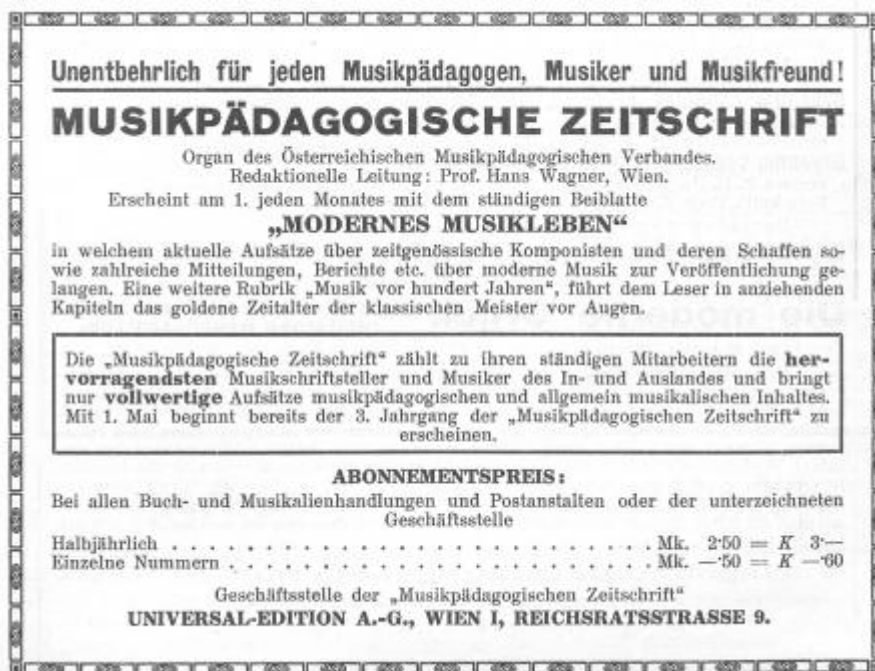 Unentbehrlich für jeden Musikpädagogen, Musiker und Musikfreund!
MUSIKPÄDAGOGISCHE ZEITSCHRIFT
Organ des Österreichischen Musikpädagogischen Verbandes.
Redaktionelle Leitung: Prof. Hans Wagner, Wien.
Erscheint am 1. jeden Monates mit dem ständigen Beiblatte
„MODERNES MUSIKLEBEN“
in welchem aktuelle Aufsätze über zeitgenössische Komponisten und deren Schaffen so-
wie zahlreiche Mitteilungen, Berichte etc. über moderne Musik zur Veröffentlichung ge-
langen. Eine weitere Rubrik „Musik vor hundert Jahren“, führt dem Leser in anziehenden
Kapiteln das goldene Zeitalter der klassischen Meister vor Augen.
Die „Musikpädagogische Zeitschrift“ zählt zu ihren ständigen Mitarbeitern die her-
vorragendsten Musikschriftsteller und Musiker des In- und Auslandes und bringt
nur vollwertige Aufsätze musikpädagogischen und allgemein musikalischen Inhaltes.
Mit 1. Mai beginnt bereits der 3. Jahrgang der „Musikpädagogischen Zeitschrift“ zu
erscheinen.
ABONNEMENTSPREIS:
Bei allen Buch- und Musikalienhandlungen und Postanstalten oder der unterzeichneten
Geschäftsstelle
Halbjährlich . . . . . . . . . . . . . . . . . . . . . . . . . . Mk. 2·50 = K 3·—
Einzelne Nummern . . . . . . . . . . . . . . . . . . . . . . . Mk. —·50 = K —·60
Geschäftsstelle der „Musikpädagogischen Zeitschrift“
UNIVERSAL-EDITION A.-G., WIEN I, REICHSRATSSTRASSE 9.